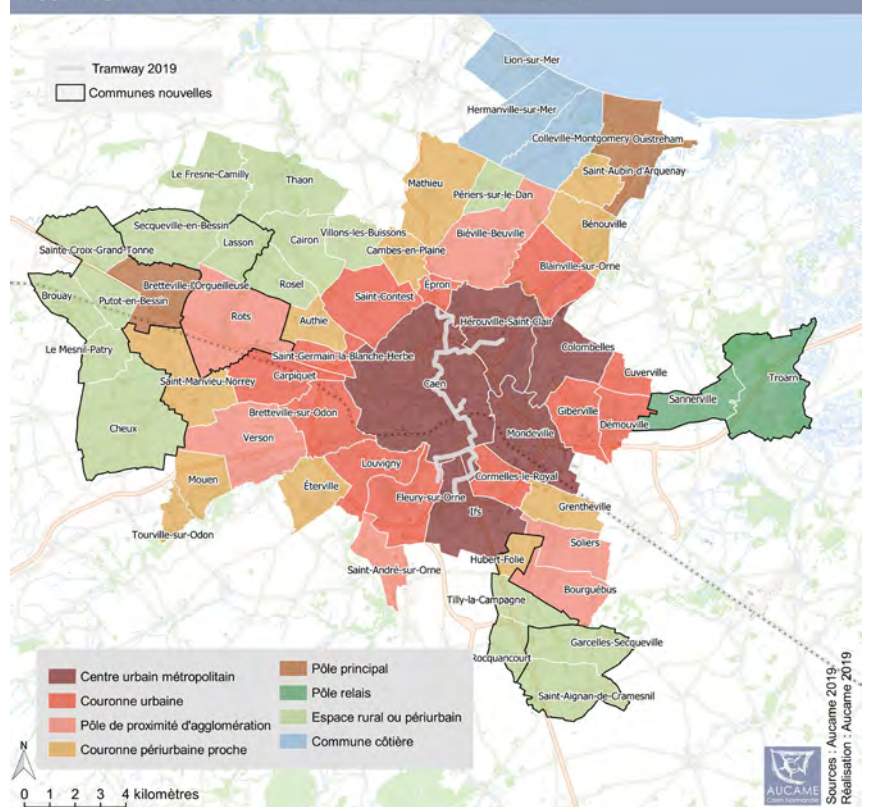 Tramway 2019
Communes nouvelles
Lion-sur-Mer
Hermanville-sur-Mer
Colleville-Montgomery
Ouistreham
Saint-Aubin d'Arquenay
Le Fresne-Camilly
Thaon
Mathieu
Périers-sur-le-Dan
Bénouville
Secqueville-en-Bessin
Villons-les-Buissons
Biéville-Beuville
Sainte-Croix-Grand-Tonne
Lasson
Cairon
Cambes-en-Plaine
Blainville-sur-Orne
Bretteville-l'Orgueilleuse
Rosel
Épron
Brouay
Putot-en-Bessin
Saint-Contest
Rots
Authie
Hérouville-Saint-Clair
Le Mesnil-Patry
Saint-Germain-la-Blanche-Herbe
Colombelles
Cuverville
Troarn
Saint-Manvieu-Norrey
Carpiquet
Caen
Sannerville
Bretteville-sur-Odon
Giberville
Démouville
Cheux
Verson
Mondeville
Louvigny
Cormelles-le-Royal
Mouen
Éterville
Fleury-sur-Orne
Ifs
Grentheville
Tourville-sur-Odon
Soliers
Hubert-Folie
Saint-André-sur-Orne
Bourguébus
Tilly-la-Campagne
Garcelles-Secqueville
Rocquancourt
Saint-Aignan-de-Cramesnil
Centre urbain métropolitain
Couronne urbaine
Pôle de proximité d'agglomération
Couronne périurbaine proche
Pôle principal
Pôle relais
Espace rural ou périurbain
Commune côtière
N
0 1 2 4 kilomètres
AUCAME
Caen Normandie
Sources : Aucame 2019
Réalisation : Aucame 2019